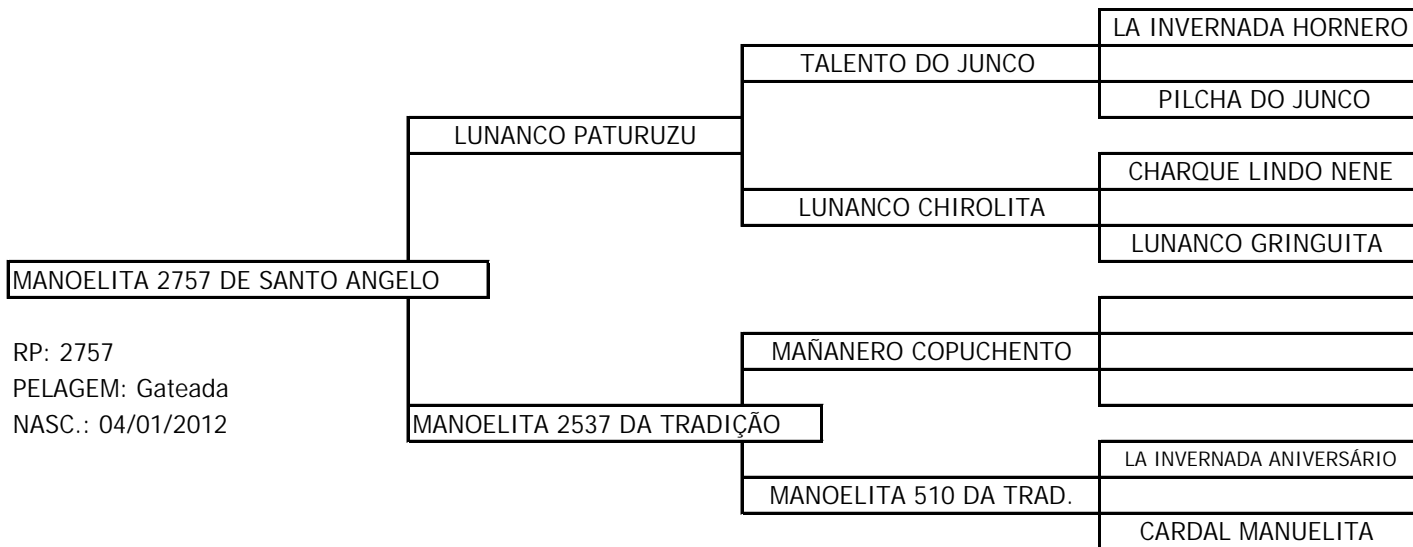 LA INVERNADA HORNERO
TALENTO DO JUNCO
PILCHA DO JUNCO
LUNANCO PATURUZU
CHARQUE LINDO NENE
LUNANCO CHIROLITA
LUNANCO GRINGUITA
MANOELITA 2757 DE SANTO ANGELO
RP: 2757
MAÑANERO COPUCHENTO
PELAGEM: Gateada
NASC.: 04/01/2012
MANOELITA 2537 DA TRADIÇÃO
LA INVERNADA ANIVERSÁRIO
MANOELITA 510 DA TRAD.
CARDAL MANUELITA